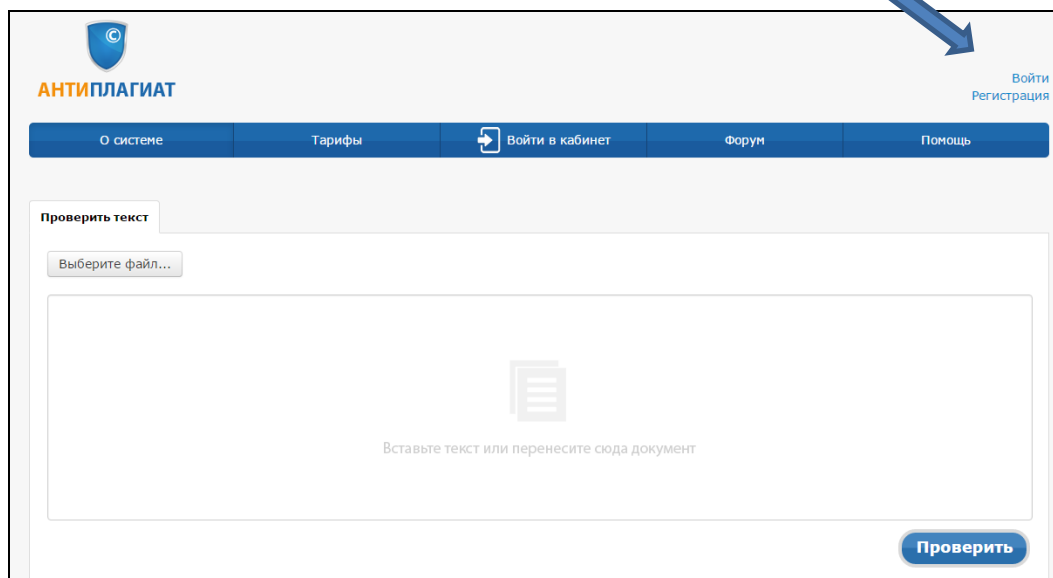 ©
АНТИПЛАГИАТ
Войти
Регистрация
О системе
Тарифы
Войти в кабинет
Форум
Помощь
Проверить текст
Выберите файл...
Вставьте текст или перенесите сюда документ
Проверить